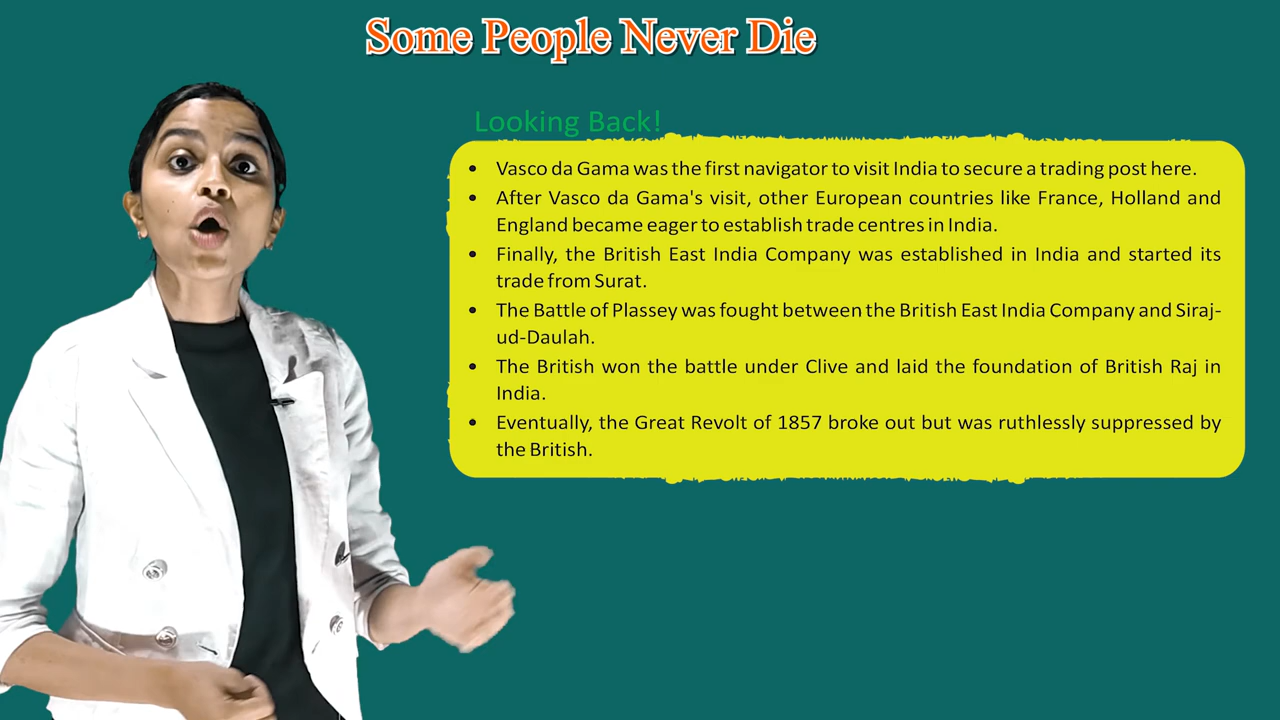 Some People Never Die
Looking Back!
• Vasco da Gama was the first navigator to visit India to secure a trading post here.
• After Vasco da Gama's visit, other European countries like France, Holland and
England became eager to establish trade centres in India.
• Finally, the British East India Company was established in India and started its
trade from Surat.
• The Battle of Plassey was fought between the British East India Company and Siraj-
ud-Daulah.
• The British won the battle under Clive and laid the foundation of British Raj in
India.
• Eventually, the Great Revolt of 1857 broke out but was ruthlessly suppressed by
the British.